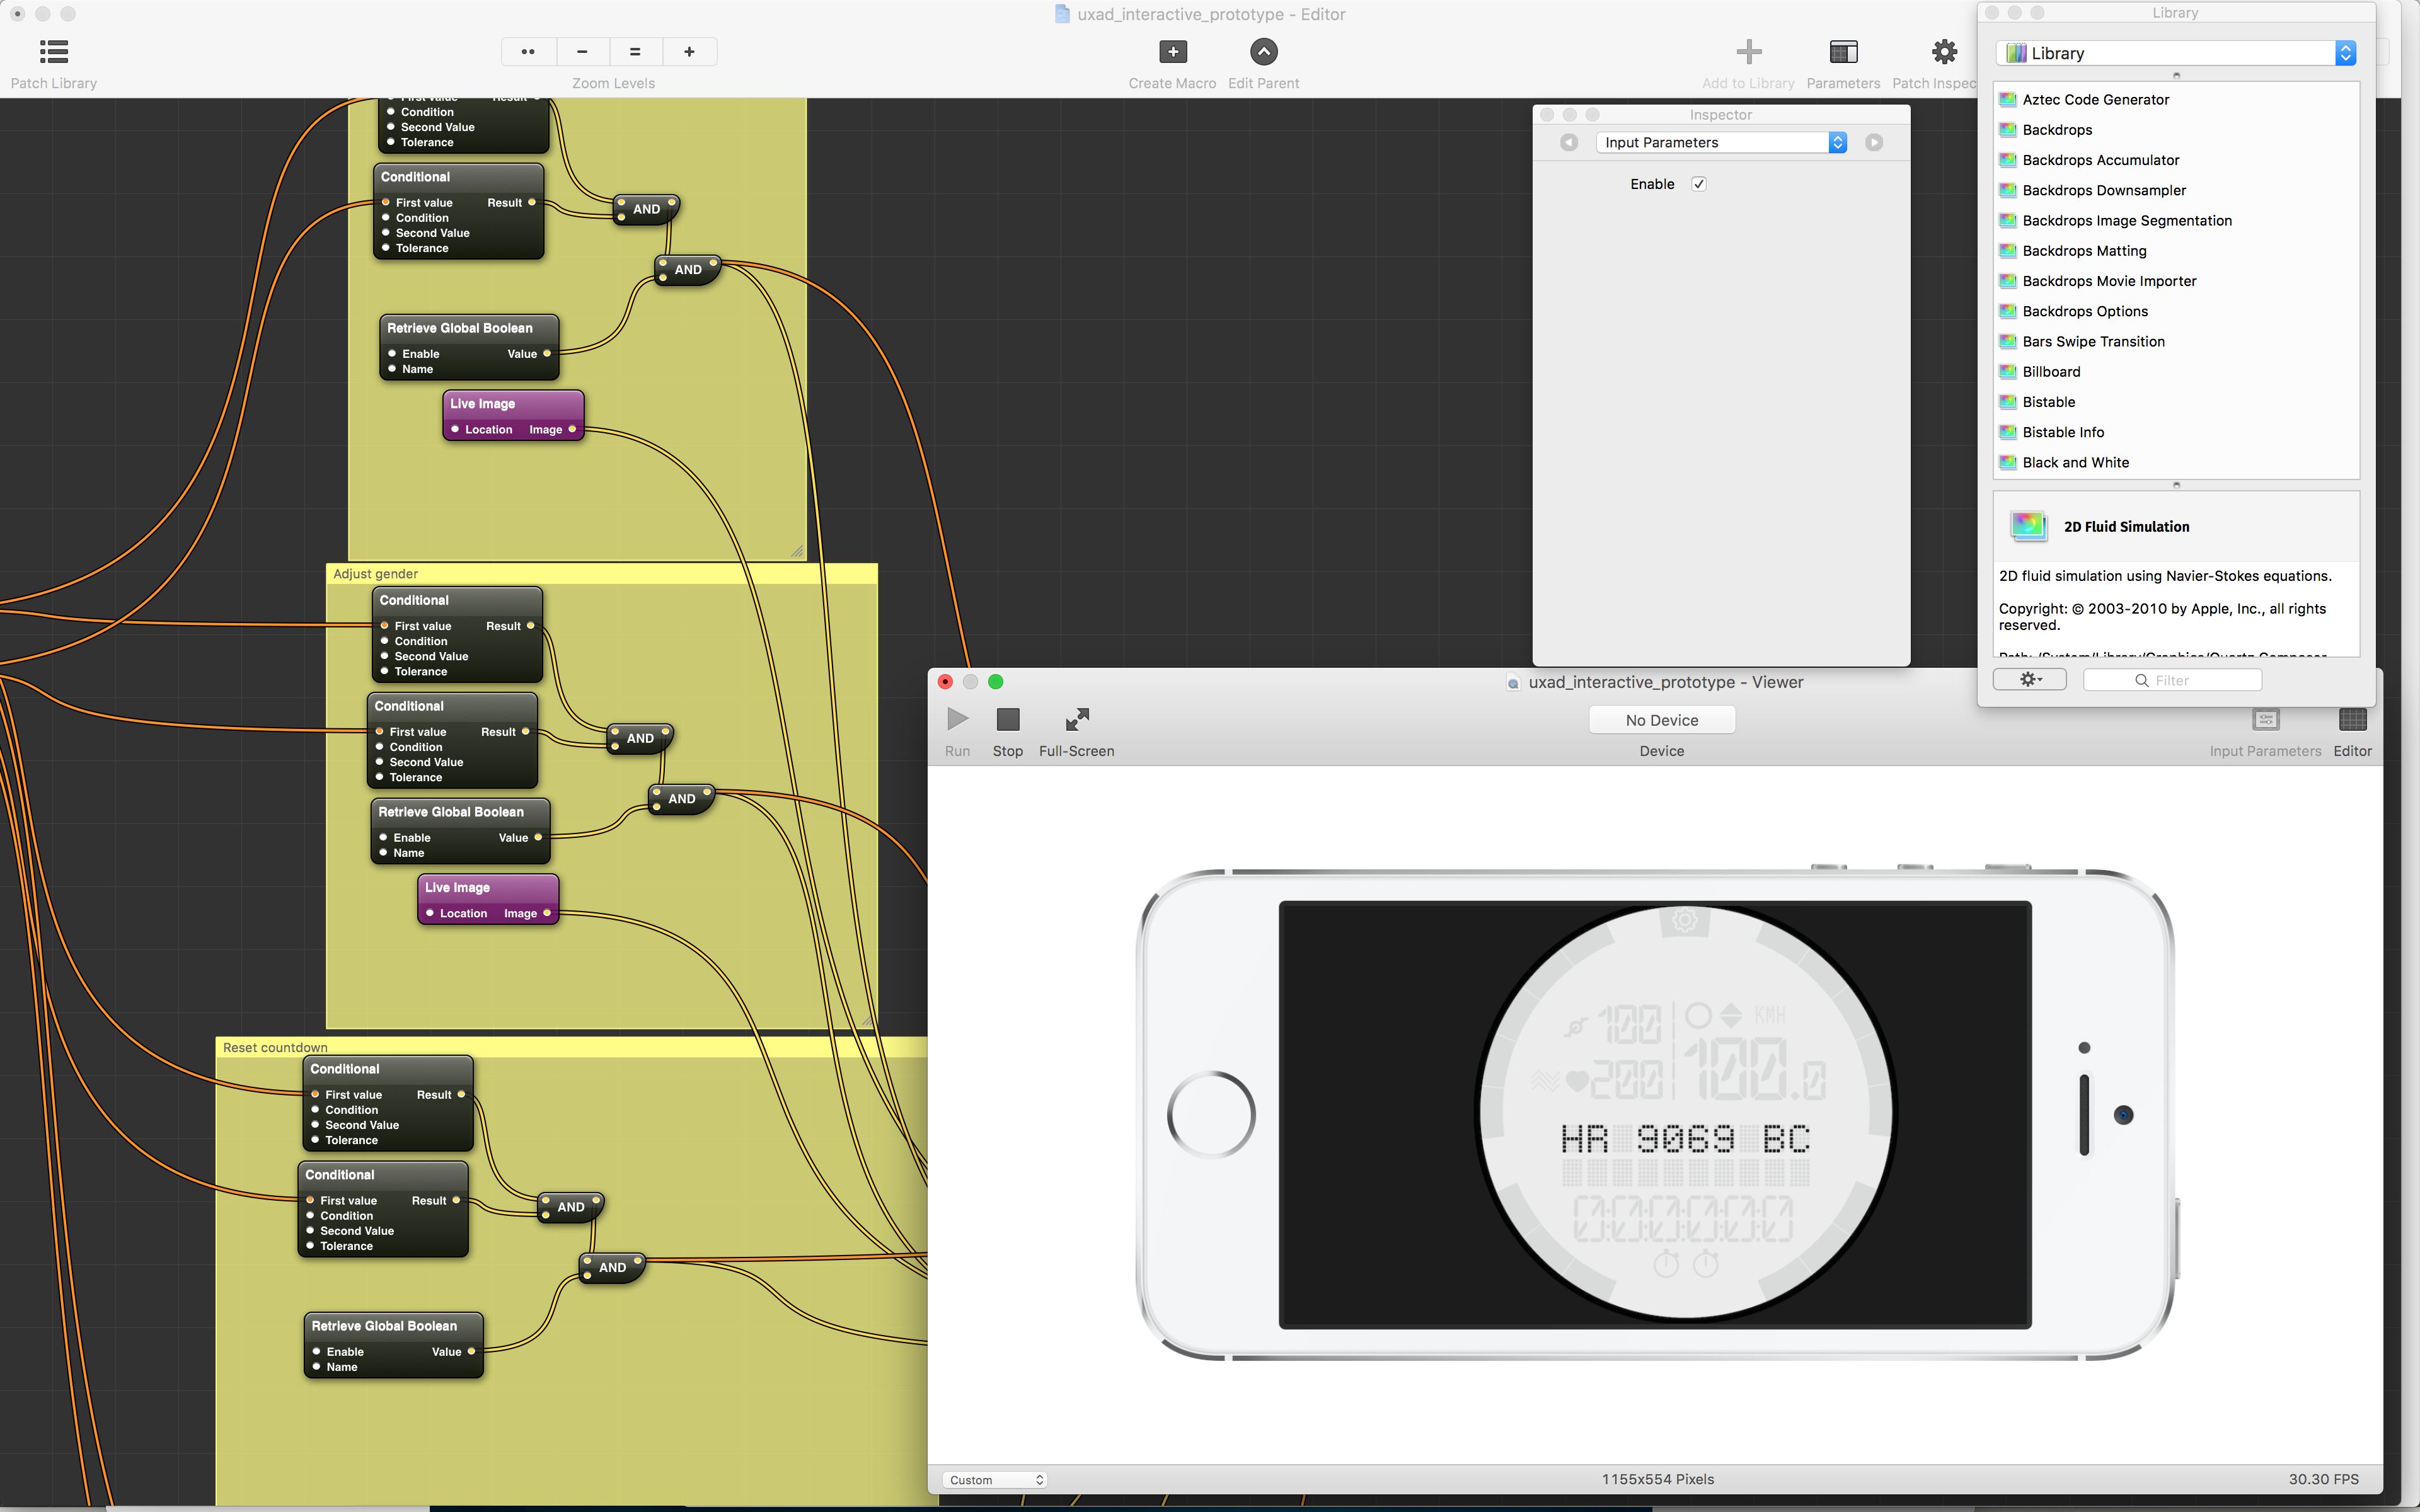 uxad_interactive_prototype - Editor
Patch Library
Zoom Levels
Create Macro
Edit Parent
Add to Library
Parameters
Patch Inspec
First value Result
Condition
Second Value
Tolerance
Conditional
First value Result
Condition
Second Value
Tolerance
AND
AND
Retrieve Global Boolean
Enable Value
Name
Live Image
Location Image
Adjust gender
Conditional
First value Result
Condition
Second Value
Tolerance
Conditional
First value Result
Condition
Second Value
Tolerance
AND
AND
Retrieve Global Boolean
Enable Value
Name
Live Image
Location Image
Reset countdown
Conditional
First value Result
Condition
Second Value
Tolerance
Conditional
First value Result
Condition
Second Value
Tolerance
AND
AND
Retrieve Global Boolean
Enable Value
Name
Inspector
Input Parameters
Enable
Library
Library
Aztec Code Generator
Backdrops
Backdrops Accumulator
Backdrops Downsampler
Backdrops Image Segmentation
Backdrops Matting
Backdrops Movie Importer
Backdrops Options
Bars Swipe Transition
Billboard
Bistable
Bistable Info
Black and White
2D Fluid Simulation
2D fluid simulation using Navier-Stokes equations.
Copyright: © 2003-2010 by Apple, Inc., all rights
reserved.
Path: /System/Library/Graphics/Quartz Composer
Filter
uxad_interactive_prototype - Viewer
Run
Stop
Full-Screen
No Device
Device
Input Parameters
Editor
100 KMH
200 100.0
HR 9069 BC
Custom
1155x554 Pixels
30.30 FPS